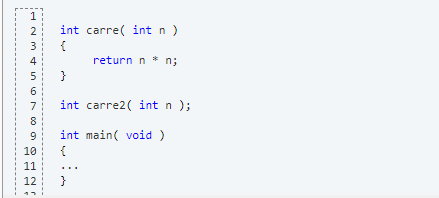 1
2 int carre( int n )
3 {
4 return n * n;
5 }
6
7 int carre2( int n );
8
9 int main( void )
10 {
11 ...
12 }